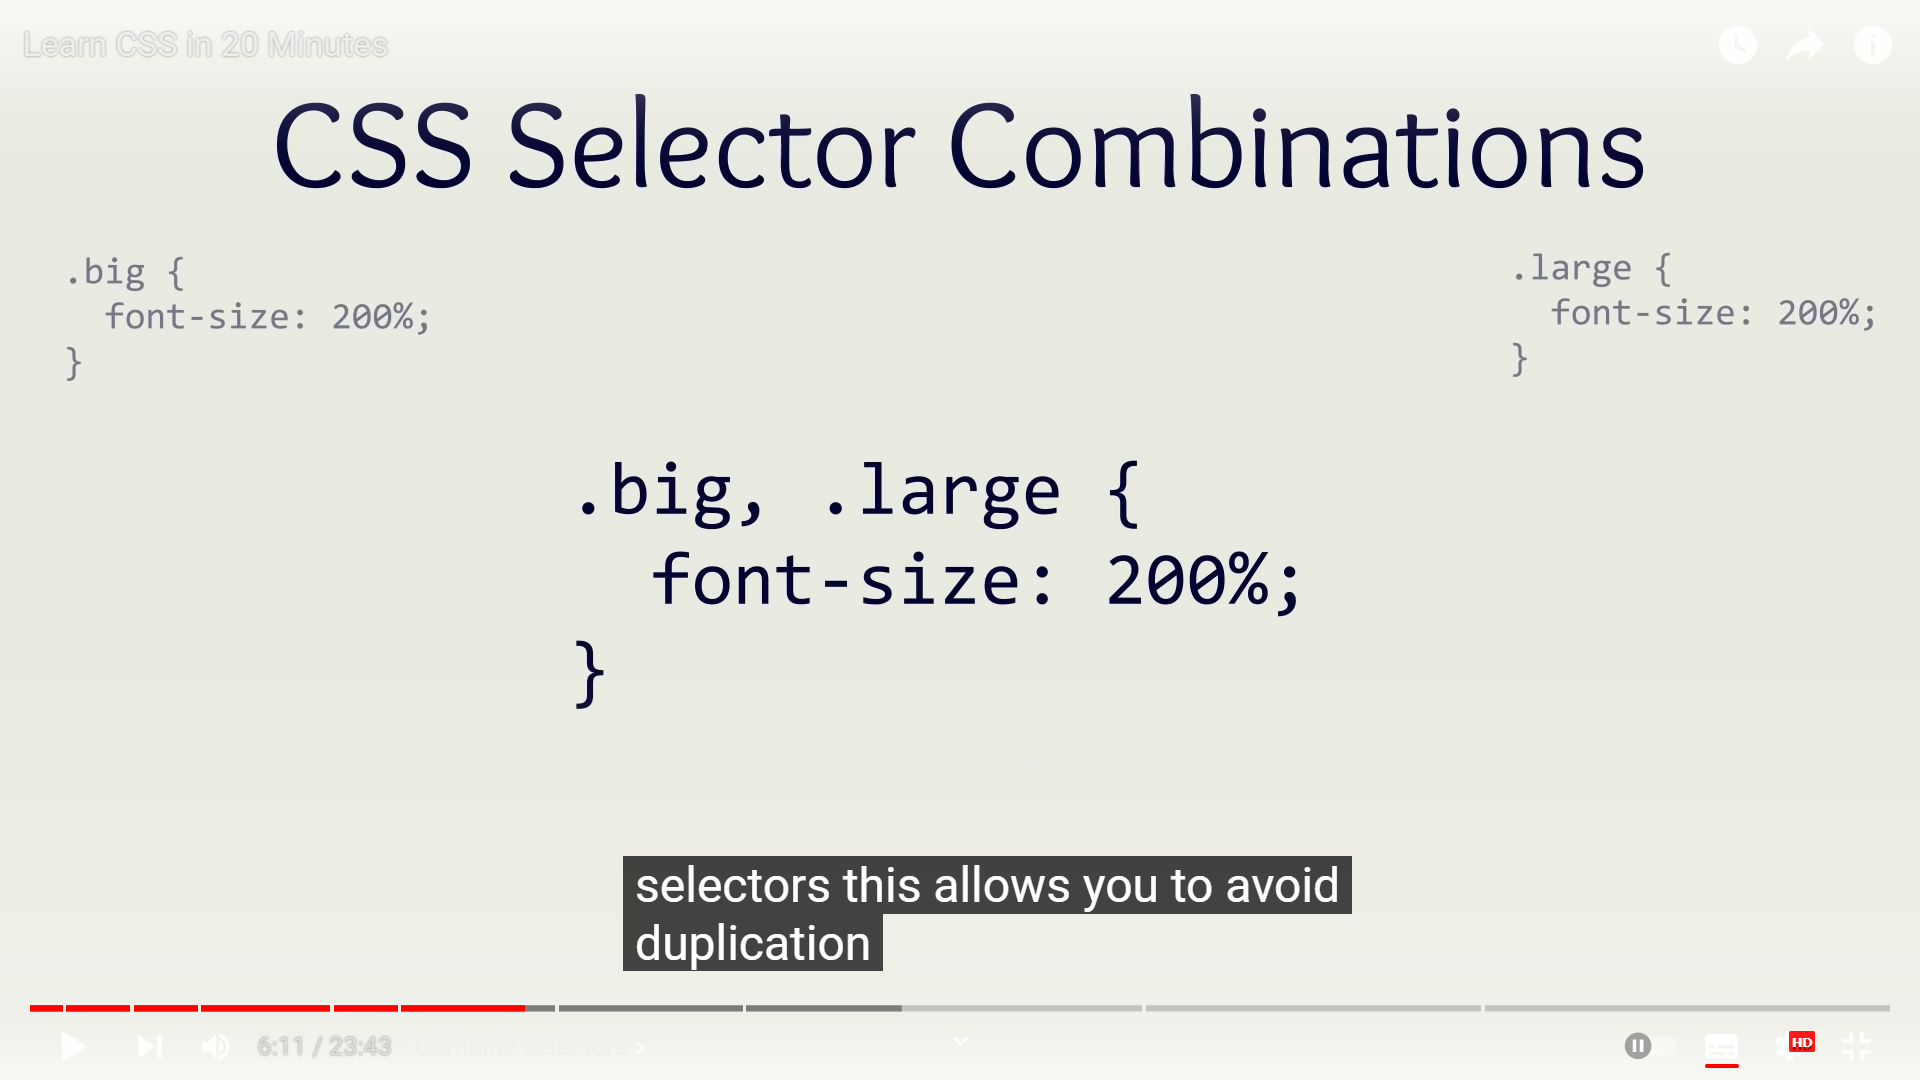 Learn CSS in 20 Minutes
CSS Selector Combinations
.big {
  font-size: 200%;
}
.large {
  font-size: 200%;
}
.big, .large {
  font-size: 200%;
}
selectors this allows you to avoid
duplication
6:11 / 23:43 • Combine Selectors
HD